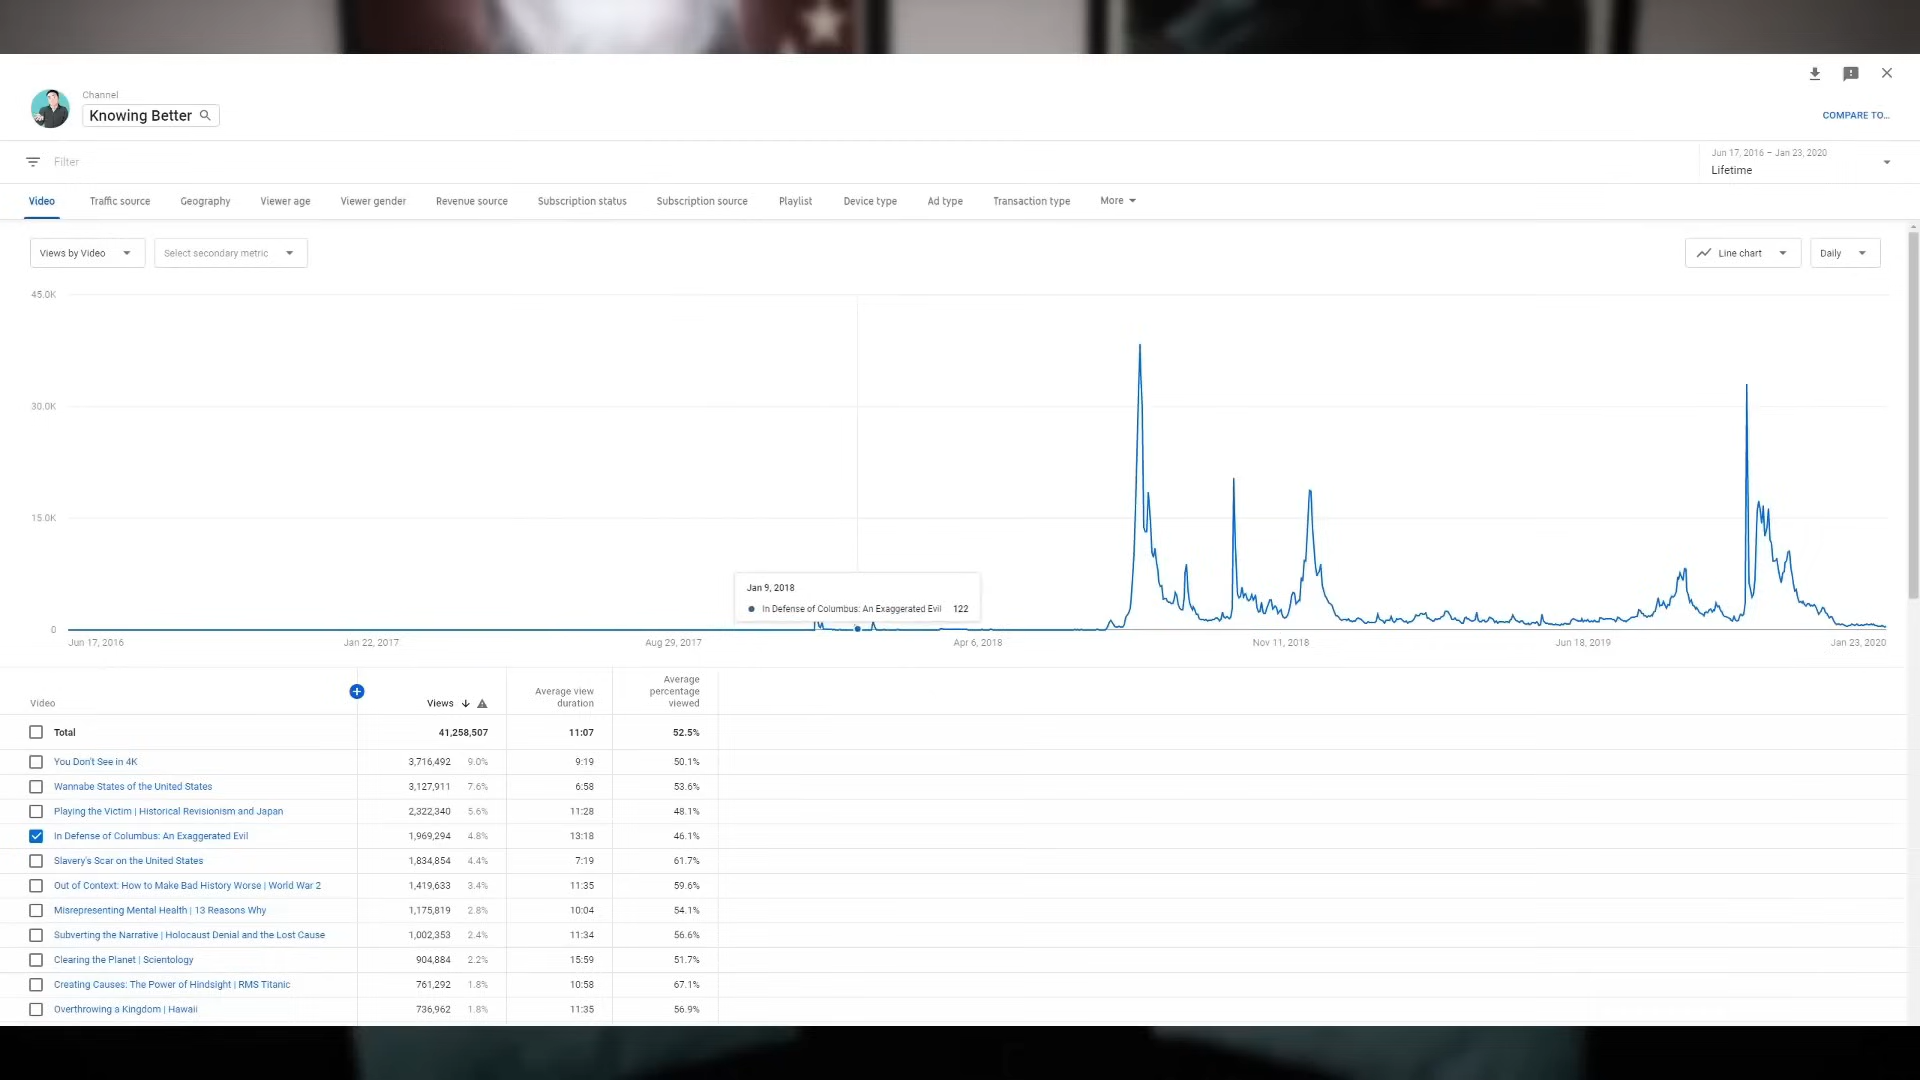 Channel
Knowing Better
COMPARE TO...
Filter
Jun 17, 2016 – Jan 23, 2020
Lifetime
Video Traffic source Geography Viewer age Viewer gender Revenue source Subscription status Subscription source Playlist Device type Ad type Transaction type More
Views by Video Select secondary metric Line chart Daily
45.0K
30.0K
15.0K
0
Jan 9, 2018
In Defense of Columbus: An Exaggerated Evil 122
Jun 17, 2016 Jan 22, 2017 Aug 29, 2017 Apr 6, 2018 Nov 11, 2018 Jun 18, 2019 Jan 23, 2020
Video Views Average view duration Average percentage viewed
Total 41,258,507 11:07 52.5%
You Don't See in 4K 3,716,492 9.0% 9:19 50.1%
Wannabe States of the United States 3,127,911 7.6% 6:58 53.6%
Playing the Victim | Historical Revisionism and Japan 2,322,340 5.6% 11:28 48.1%
In Defense of Columbus: An Exaggerated Evil 1,969,294 4.8% 13:18 46.1%
Slavery's Scar on the United States 1,834,854 4.4% 7:19 61.7%
Out of Context: How to Make Bad History Worse | World War 2 1,419,633 3.4% 11:35 59.6%
Misrepresenting Mental Health | 13 Reasons Why 1,175,819 2.8% 10:04 54.1%
Subverting the Narrative | Holocaust Denial and the Lost Cause 1,002,353 2.4% 11:34 56.6%
Clearing the Planet | Scientology 904,884 2.2% 15:59 51.7%
Creating Causes: The Power of Hindsight | RMS Titanic 761,292 1.8% 10:58 67.1%
Overthrowing a Kingdom | Hawaii 736,962 1.8% 11:35 56.9%